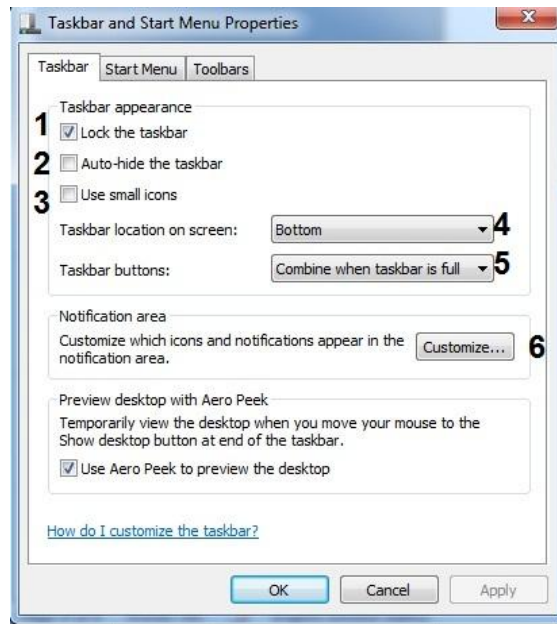 Taskbar and Start Menu Properties
Taskbar Start Menu Toolbars
Taskbar appearance
1 Lock the taskbar
2 Auto-hide the taskbar
3 Use small icons
Taskbar location on screen: Bottom 4
Taskbar buttons: Combine when taskbar is full 5
Notification area
Customize which icons and notifications appear in the
notification area.
Customize... 6
Preview desktop with Aero Peek
Temporarily view the desktop when you move your mouse to the
Show desktop button at end of the taskbar.
Use Aero Peek to preview the desktop
How do I customize the taskbar?
OK Cancel Apply